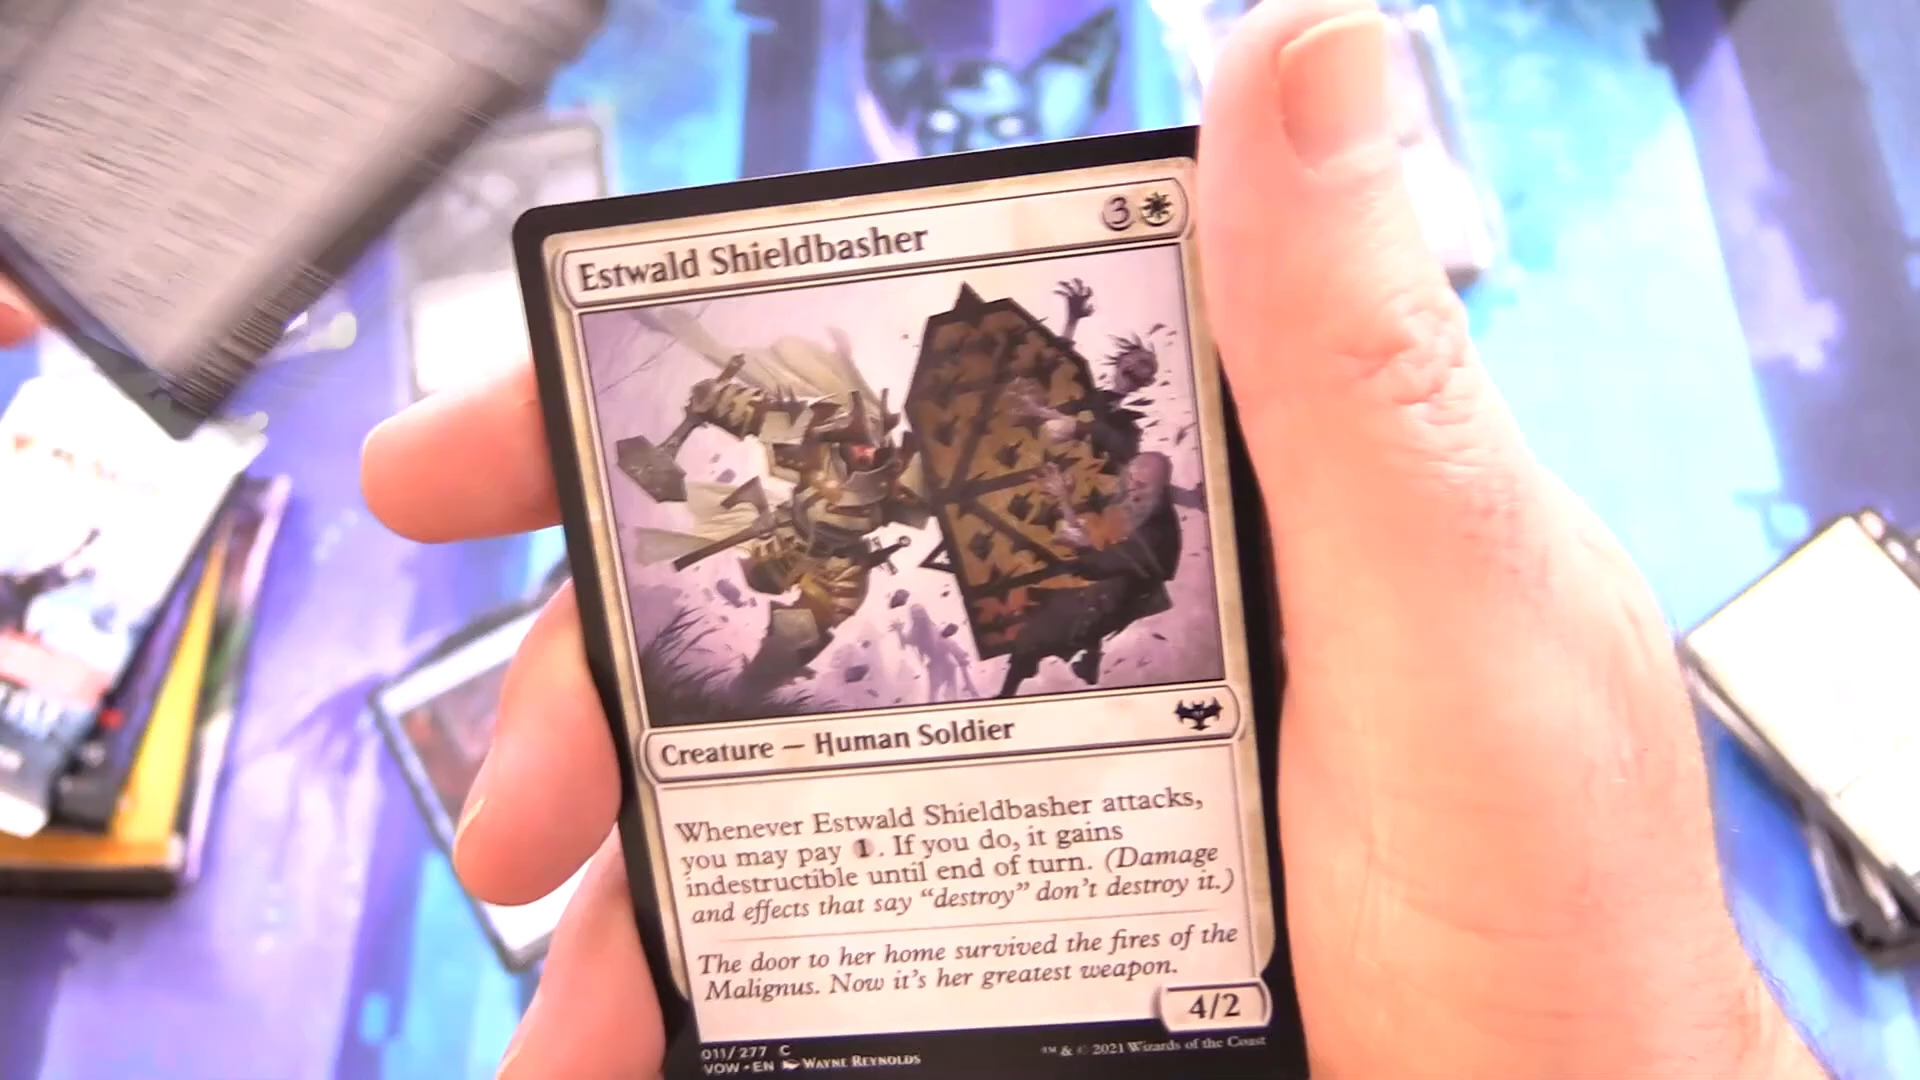 Estwald Shieldbasher 3
Creature — Human Soldier
Whenever Estwald Shieldbasher attacks,
you may pay 1. If you do, it gains
indestructible until end of turn. (Damage
and effects that say “destroy” don’t destroy it.)
The door to her home survived the fires of the
Malignus. Now it’s her greatest weapon.
4/2
011/277 C
VOW • EN Wayne Reynolds
™ & © 2021 Wizards of the Coast